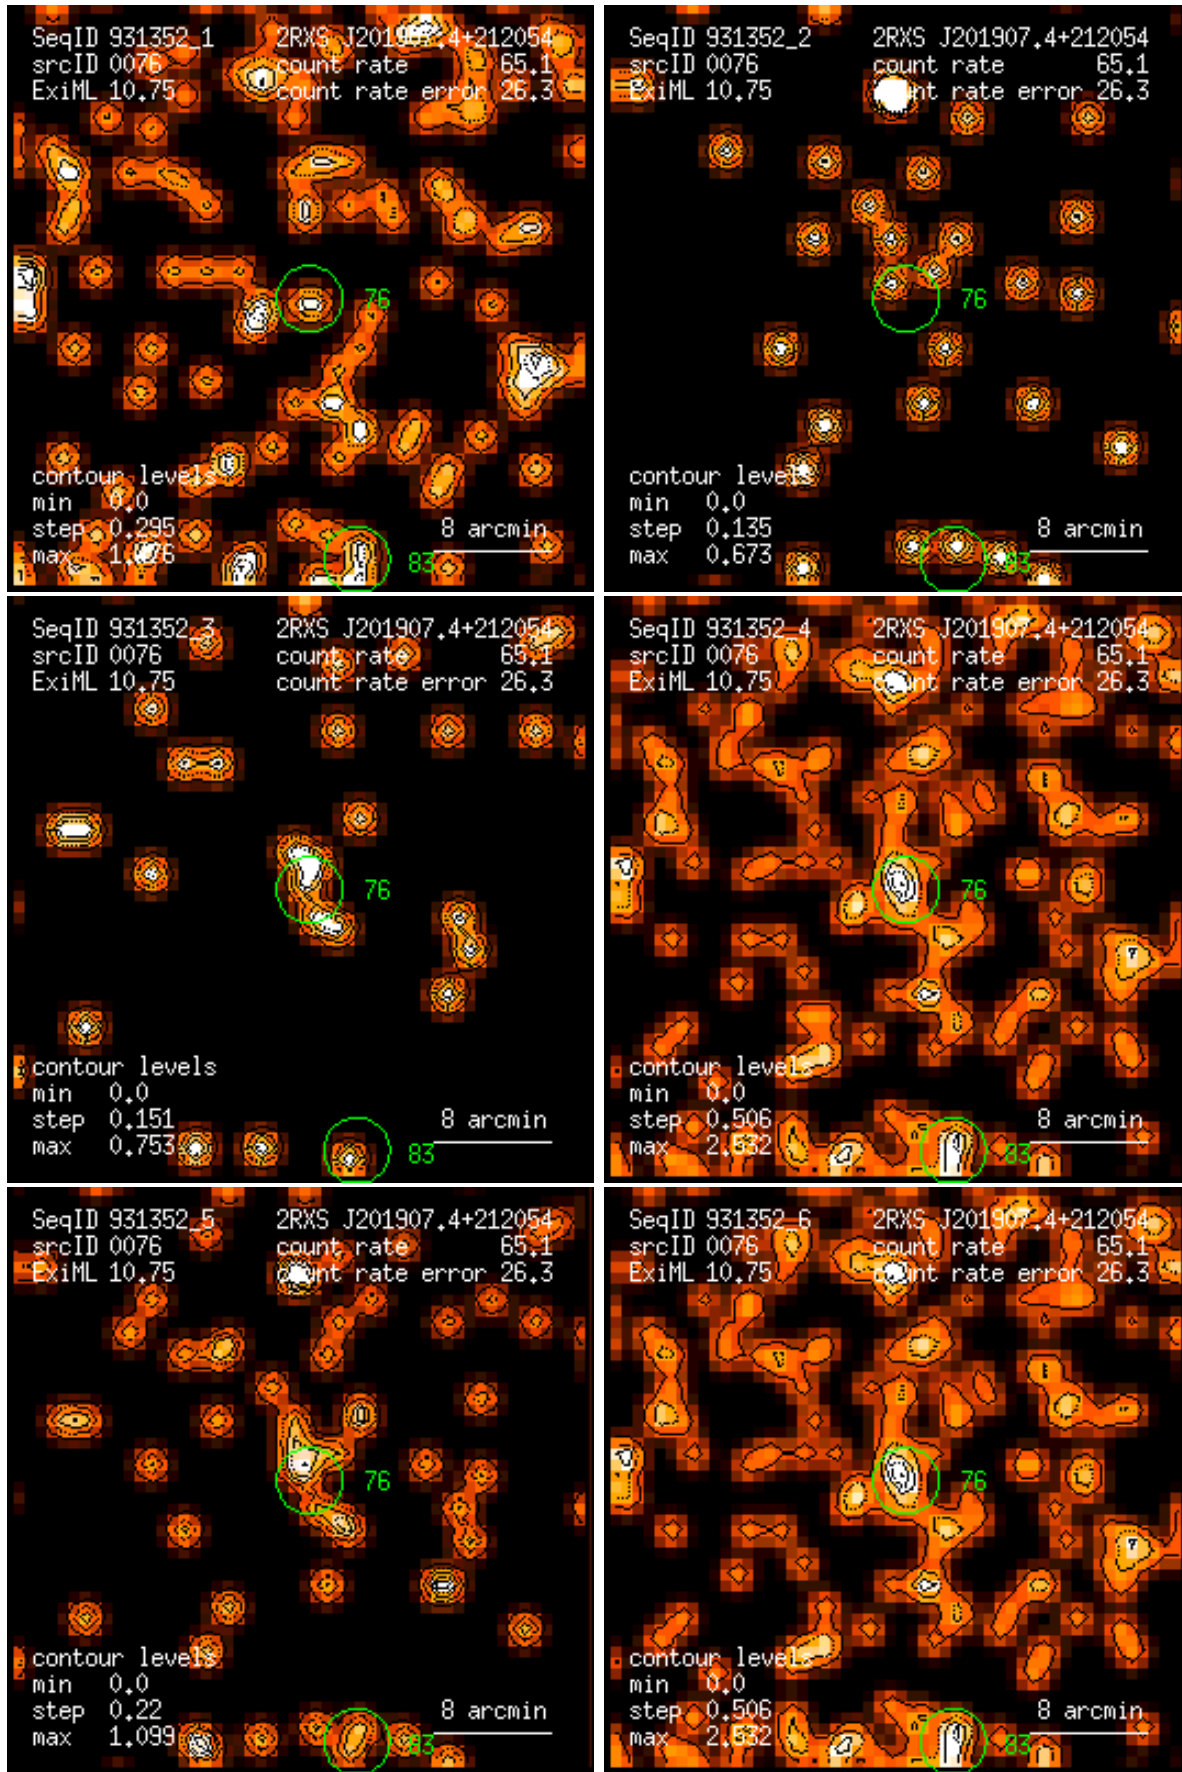 SeqID 931352_1 2RXS J201907.4+212054
srcID 0076 count rate 65.1
ExiML 10.75 count rate error 26.3
76
contour levels
min 0.0
step 0.295 8 arcmin
max
83
SeqID 931352_2 2RXS J201907.4+212054
srcID 0076 count rate 65.1
ExiML 10.75 count rate error 26.3
76
contour levels
min 0.0
step 0.135 8 arcmin
max 0.673
83
SeqID 931352_3 2RXS J201907.4+212054
srcID 0076 count rate 65.1
ExiML 10.75 count rate error 26.3
76
contour levels
min 0.0
step 0.151 8 arcmin
max 0.753
83
SeqID 931352_4 2RXS J201907.4+212054
srcID 0076 count rate 65.1
ExiML 10.75 count rate error 26.3
76
contour levels
min 0.0
step 0.506 8 arcmin
max 2.532
83
SeqID 931352_5 2RXS J201907.4+212054
srcID 0076 count rate 65.1
ExiML 10.75 count rate error 26.3
76
contour levels
min 0.0
step 0.22 8 arcmin
max 1.099
83
SeqID 931352_6 2RXS J201907.4+212054
srcID 0076 count rate 65.1
ExiML 10.75 count rate error 26.3
76
contour levels
min 0.0
step 0.506 8 arcmin
max 2.532
83